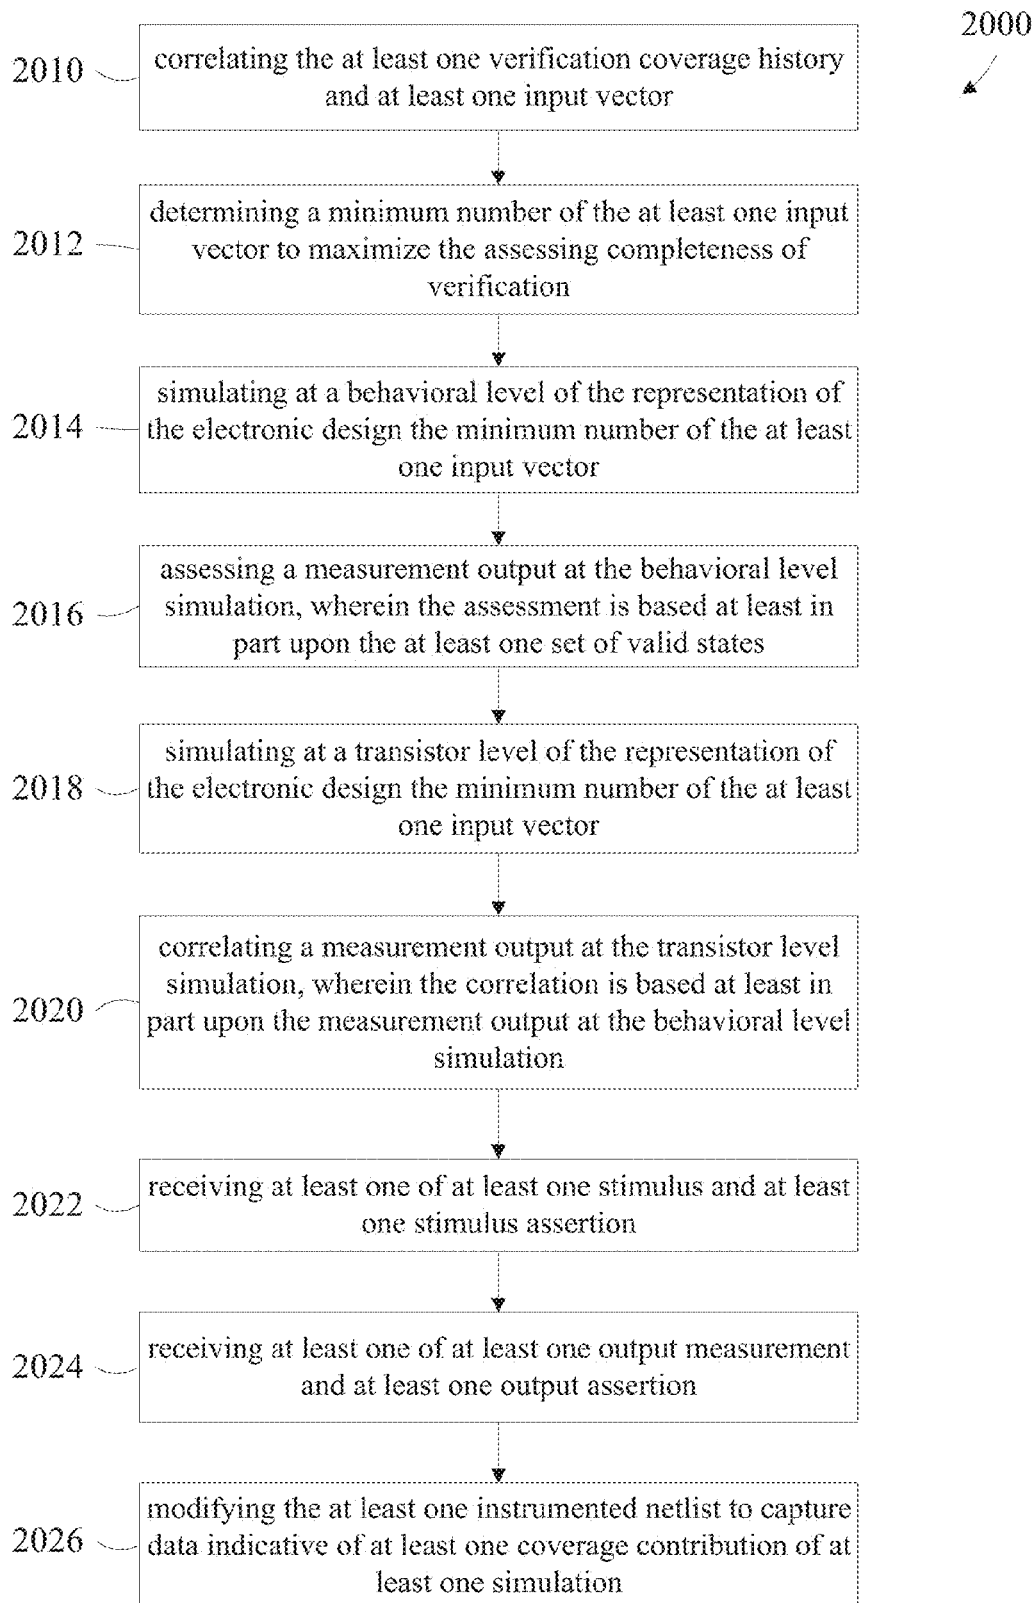 2000
2010
correlating the at least one verification coverage history
and at least one input vector
2012
determining a minimum number of the at least one input
vector to maximize the assessing completeness of
verification
2014
simulating at a behavioral level of the representation of
the electronic design the minimum number of the at least
one input vector
2016
assessing a measurement output at the behavioral level
simulation, wherein the assessment is based at least in
part upon the at least one set of valid states
2018
simulating at a transistor level of the representation of
the electronic design the minimum number of the at least
one input vector
2020
correlating a measurement output at the transistor level
simulation, wherein the correlation is based at least in
part upon the measurement output at the behavioral level
simulation
2022
receiving at least one of at least one stimulus and at least
one stimulus assertion
2024
receiving at least one of at least one output measurement
and at least one output assertion
2026
modifying the at least one instrumented netlist to capture
data indicative of at least one coverage contribution of at
least one simulation